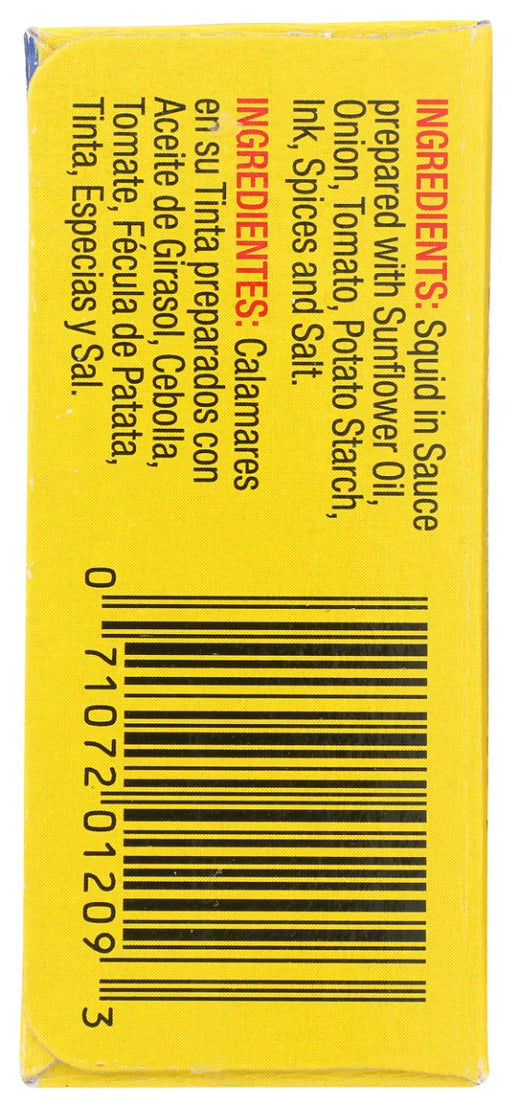 INGREDIENTS: Squid in Sauce
prepared with Sunflower Oil,
Onion, Tomato, Potato Starch,
Ink, Spices and Salt.
INGREDIENTES: Calamares
en su Tinta preparados con
Aceite de Girasol, Cebolla,
Tomate, Fécula de Patata,
Tinta, Especias y Sal.
0 71072 01209 3